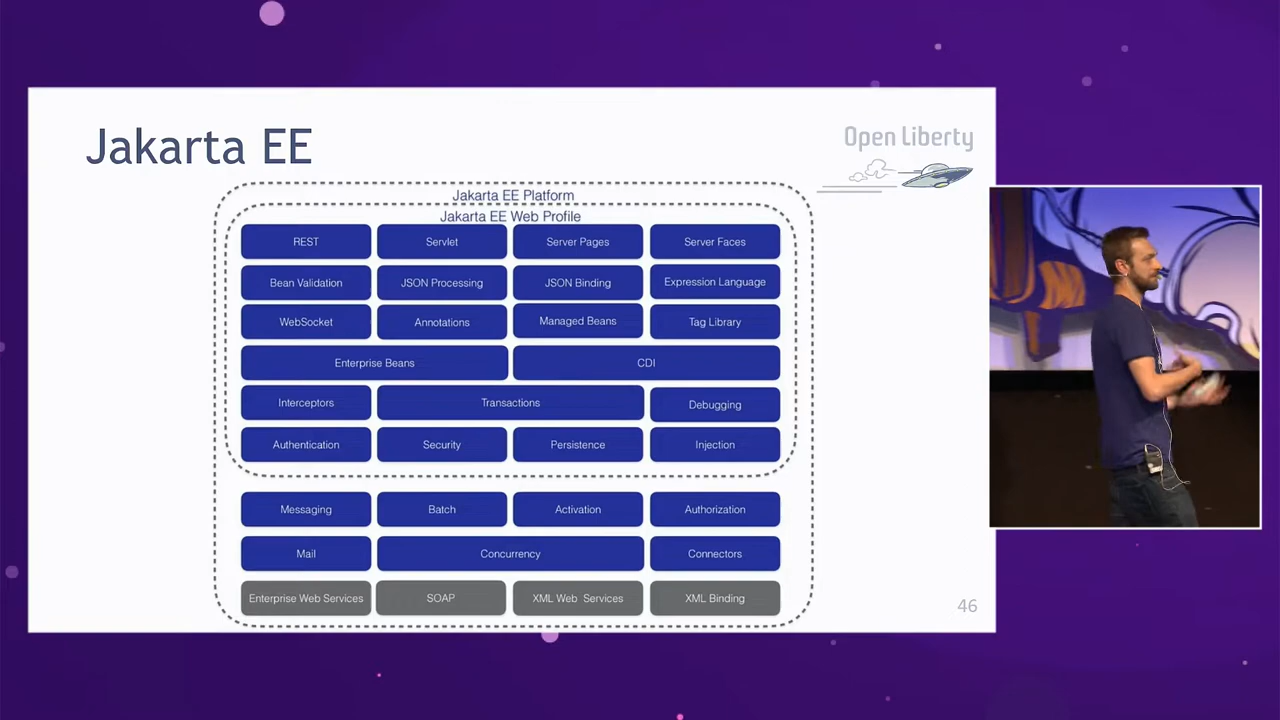 Jakarta EE
Open Liberty
Jakarta EE Platform
Jakarta EE Web Profile
REST
Servlet
Server Pages
Server Faces
Bean Validation
JSON Processing
JSON Binding
Expression Language
WebSocket
Annotations
Managed Beans
Tag Library
Enterprise Beans
CDI
Interceptors
Transactions
Debugging
Authentication
Security
Persistence
Injection
Messaging
Batch
Activation
Authorization
Mail
Concurrency
Connectors
Enterprise Web Services
SOAP
XML Web Services
XML Binding
46